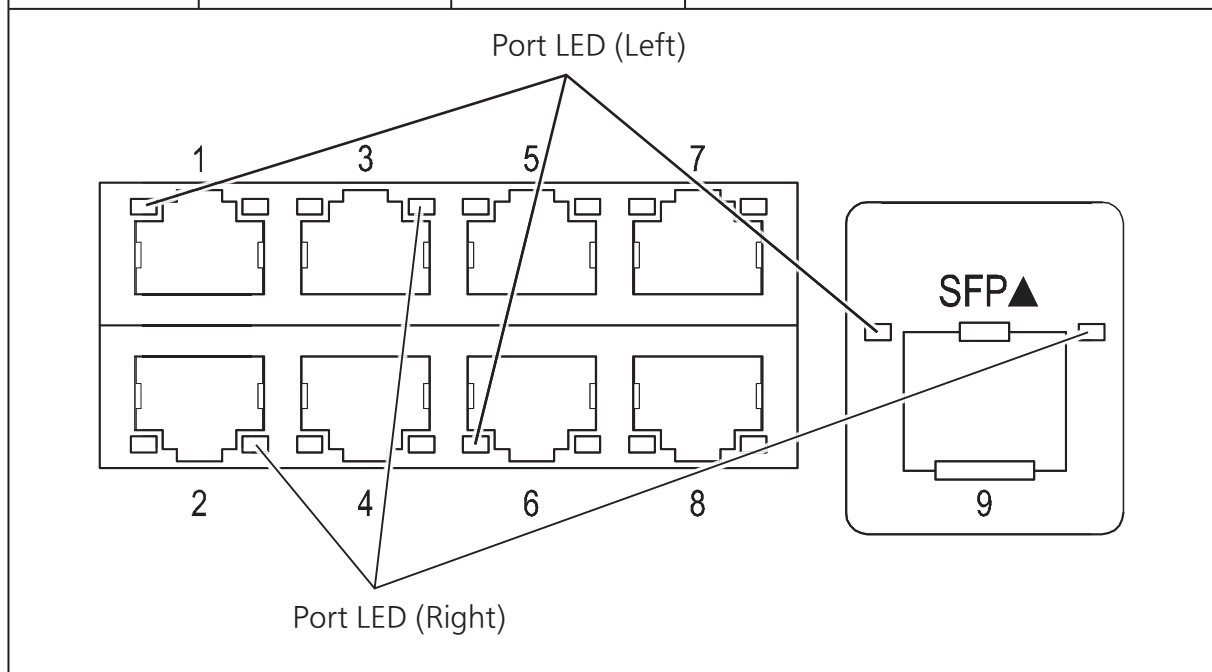 Port LED (Left)
1 3 5 7
SFP▲
2 4 6 8 9
Port LED (Right)